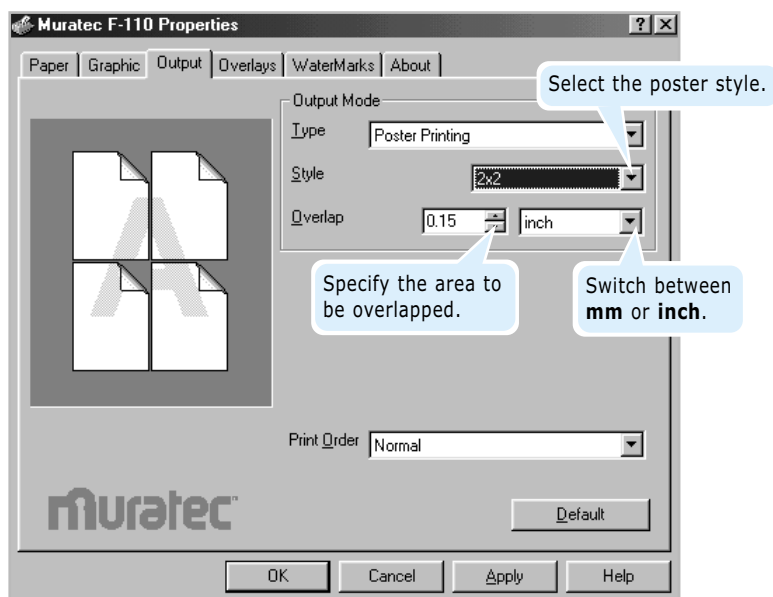 Muratec F-110 Properties
Paper Graphic Output Overlays WaterMarks About
Select the poster style.
Output Mode
Type Poster Printing
Style 2x2
Overlap 0.15 inch
Specify the area to
be overlapped.
Switch between
mm or inch.
A
Print Order Normal
muratec
Default
OK Cancel Apply Help